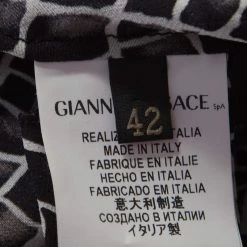 GIANN ACE SpA
42
REALIZZ ITALIA
MADE IN ITALY
FABRIQUE EN ITALIE
HECHO EN ITALIA
FABRICADO EM ITALIA
意大利制造
СОЗДАНО В ИТАЛИИ
イタリア製